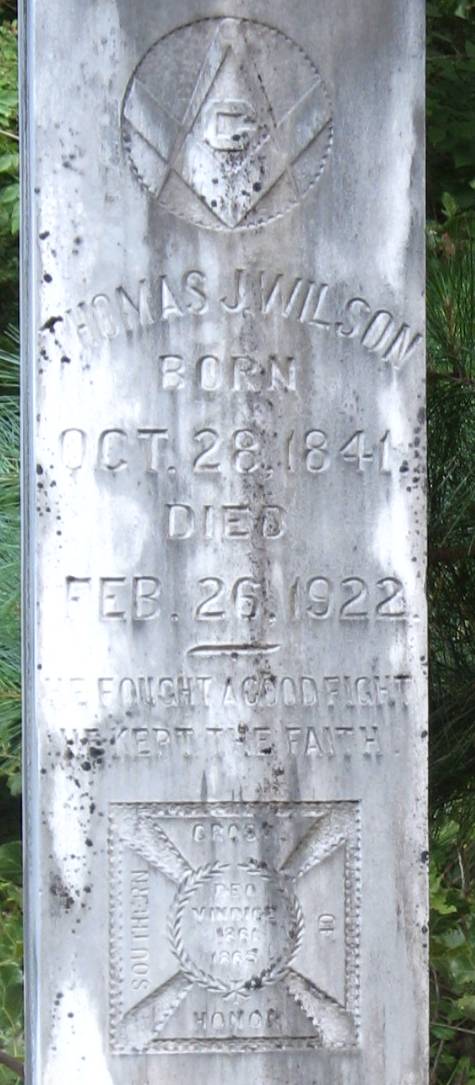 G
THOMAS J. WILSON
BORN
OCT. 28, 1841.
DIED
FEB. 26, 1922.
HE FOUGHT A GOOD FIGHT
HE KEPT THE FAITH.
CROSS
SOUTHERN
DEO
VINDICE
1861
1865
OF
HONOR